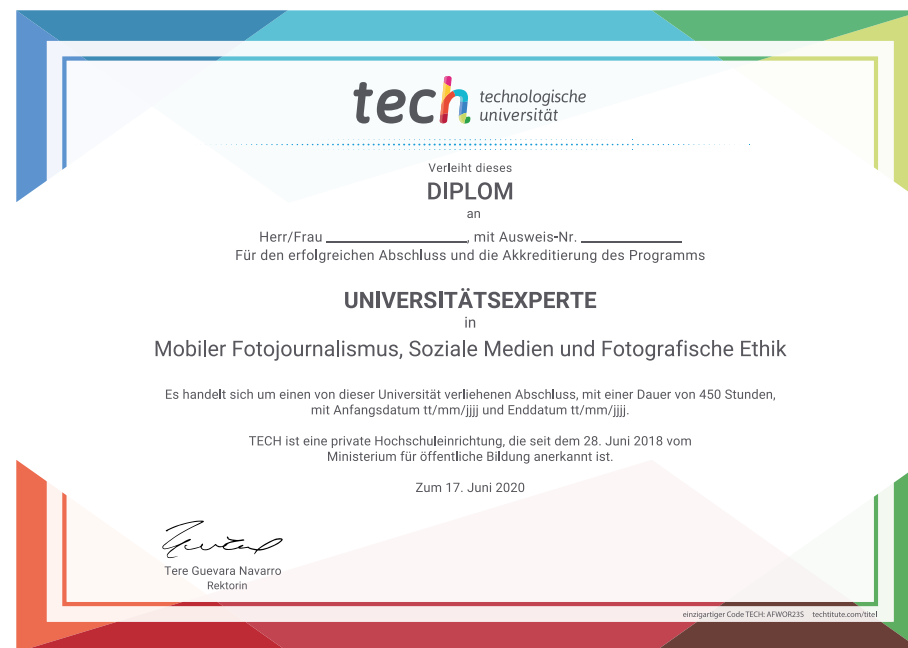 tech technologische
universität
Verleiht dieses
DIPLOM
an
Herr/Frau ____________, mit Ausweis-Nr. ____________
Für den erfolgreichen Abschluss und die Akkreditierung des Programms
UNIVERSITÄTSEXPERTE
in
Mobiler Fotojournalismus, Soziale Medien und Fotografische Ethik
Es handelt sich um einen von dieser Universität verliehenen Abschluss, mit einer Dauer von 450 Stunden,
mit Anfangsdatum tt/mm/jjjj und Enddatum tt/mm/jjjj.
TECH ist eine private Hochschuleinrichtung, die seit dem 28. Juni 2018 vom
Ministerium für öffentliche Bildung anerkannt ist.
Zum 17. Juni 2020
Tere Guevara Navarro
Rektorin
einzigartiger Code TECH: AFWOR23S techtitute.com/titel